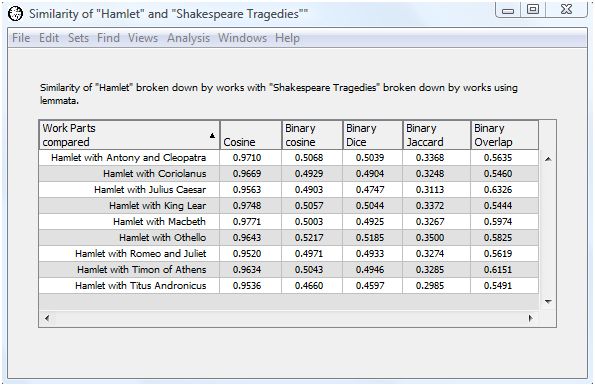 Similarity of "Hamlet" and "Shakespeare Tragedies""
File Edit Sets Find Views Analysis Windows Help
Similarity of "Hamlet" broken down by works with "Shakespeare Tragedies" broken down by works using
lemmata.
Work Parts compared Cosine Binary cosine Binary Dice Binary Jaccard Binary Overlap
Hamlet with Antony and Cleopatra 0.9710 0.5068 0.5039 0.3368 0.5635
Hamlet with Coriolanus 0.9669 0.4929 0.4904 0.3248 0.5460
Hamlet with Julius Caesar 0.9563 0.4903 0.4747 0.3113 0.6326
Hamlet with King Lear 0.9748 0.5057 0.5044 0.3372 0.5444
Hamlet with Macbeth 0.9771 0.5003 0.4925 0.3267 0.5974
Hamlet with Othello 0.9643 0.5217 0.5185 0.3500 0.5825
Hamlet with Romeo and Juliet 0.9520 0.4971 0.4933 0.3274 0.5619
Hamlet with Timon of Athens 0.9634 0.5043 0.4946 0.3285 0.6151
Hamlet with Titus Andronicus 0.9536 0.4660 0.4597 0.2985 0.5491